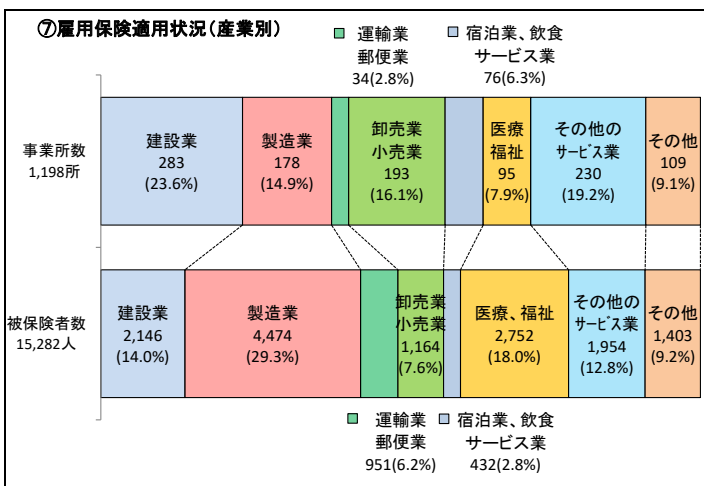 ⑦雇用保険適用状況(産業別)
運輸業
郵便業
34(2.8%)
宿泊業、飲食
サービス業
76(6.3%)
事業所数
1,198所
建設業
283
(23.6%)
製造業
178
(14.9%)
卸売業
小売業
193
(16.1%)
医療
福祉
95
(7.9%)
その他の
サービス業
230
(19.2%)
その他
109
(9.1%)
被保険者数
15,282人
建設業
2,146
(14.0%)
製造業
4,474
(29.3%)
卸売業
小売業
1,164
(7.6%)
医療、福祉
2,752
(18.0%)
その他の
サービス業
1,954
(12.8%)
その他
1,403
(9.2%)
運輸業
郵便業
951(6.2%)
宿泊業、飲食
サービス業
432(2.8%)